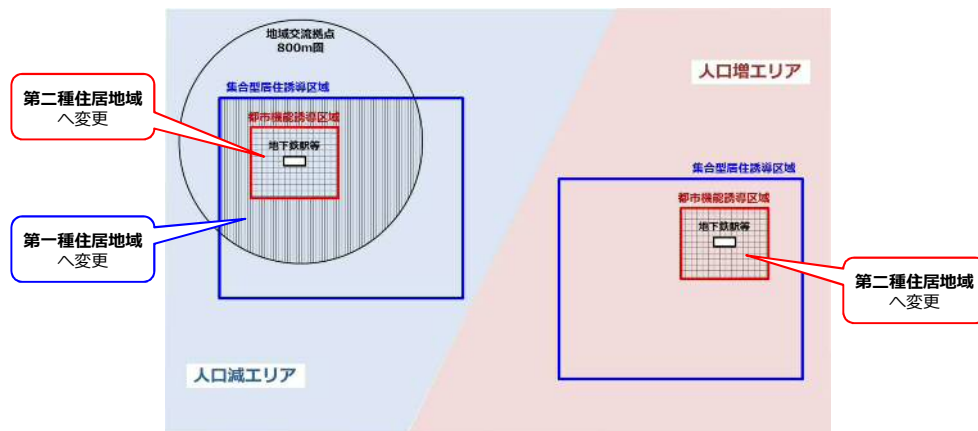 地域交流拠点
800m圏
人口増エリア
集合型居住誘導区域
第二種住居地域
へ変更
都市機能誘導区域
地下鉄駅等
集合型居住誘導区域
都市機能誘導区域
地下鉄駅等
第一種住居地域
へ変更
第二種住居地域
へ変更
人口減エリア